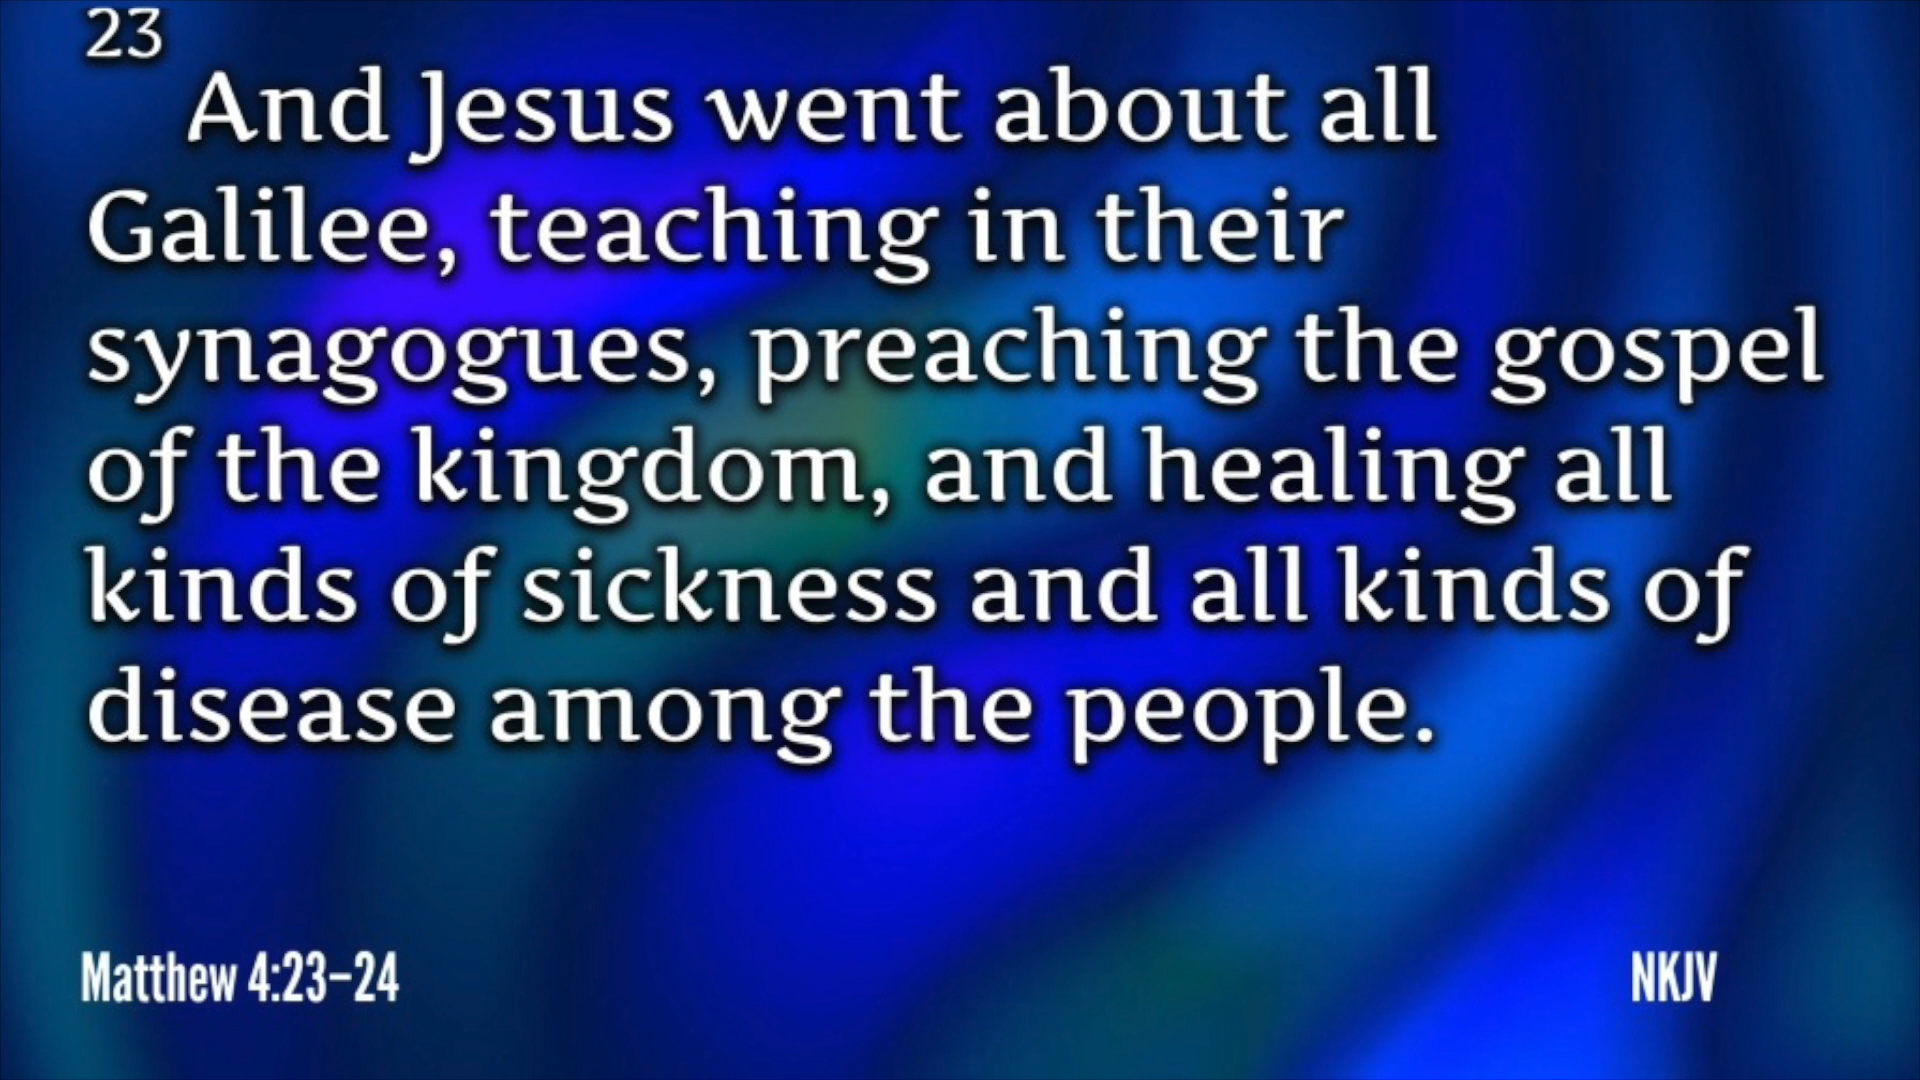 23
And Jesus went about all
Galilee, teaching in their
synagogues, preaching the gospel
of the kingdom, and healing all
kinds of sickness and all kinds of
disease among the people.
Matthew 4:23–24
NKJV